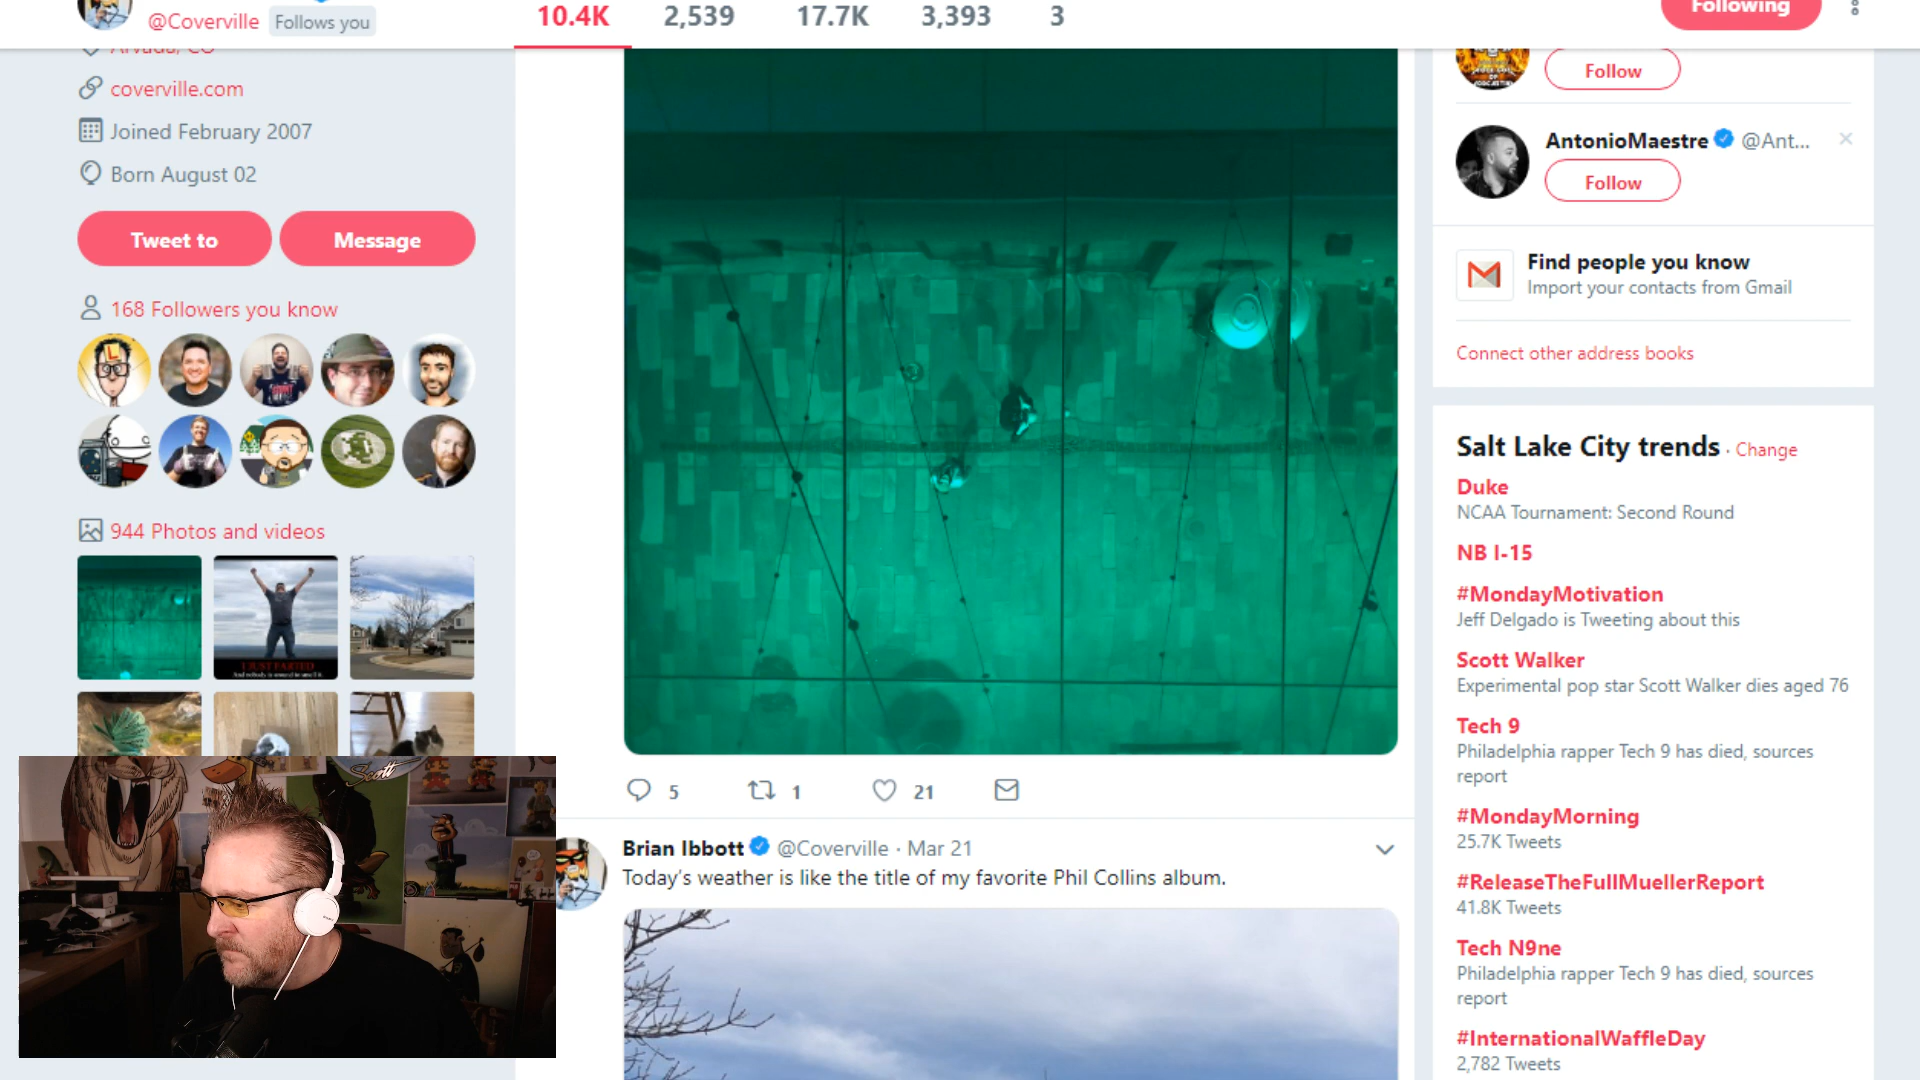 @Coverville Follows you
10.4K 2,539 17.7K 3,393 3
Following
Arvada, CO
coverville.com
Joined February 2007
Born August 02
Tweet to Message
168 Followers you know
944 Photos and videos
I JUST FARTED
Scott
5 1 21
Brian Ibbott @Coverville · Mar 21
Today's weather is like the title of my favorite Phil Collins album.
Follow
AntonioMaestre @Ant...
Follow
Find people you know
Import your contacts from Gmail
Connect other address books
Salt Lake City trends · Change
Duke
NCAA Tournament: Second Round
NB I-15
#MondayMotivation
Jeff Delgado is Tweeting about this
Scott Walker
Experimental pop star Scott Walker dies aged 76
Tech 9
Philadelphia rapper Tech 9 has died, sources
report
#MondayMorning
25.7K Tweets
#ReleaseTheFullMuellerReport
41.8K Tweets
Tech N9ne
Philadelphia rapper Tech 9 has died, sources
report
#InternationalWaffleDay
2,782 Tweets